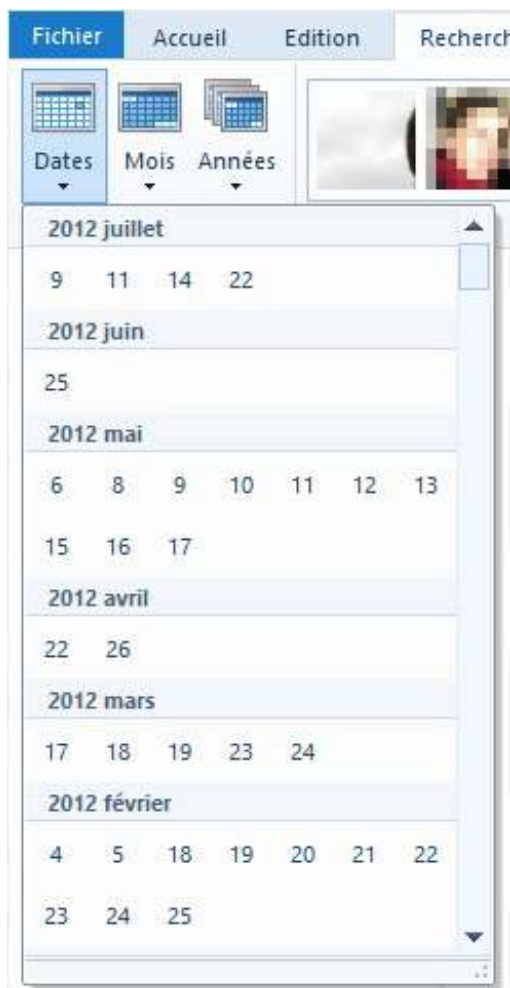 Fichier Accueil Edition Recherch
Dates Mois Années
2012 juillet
9 11 14 22
2012 juin
25
2012 mai
6 8 9 10 11 12 13
15 16 17
2012 avril
22 26
2012 mars
17 18 19 23 24
2012 février
4 5 18 19 20 21 22
23 24 25